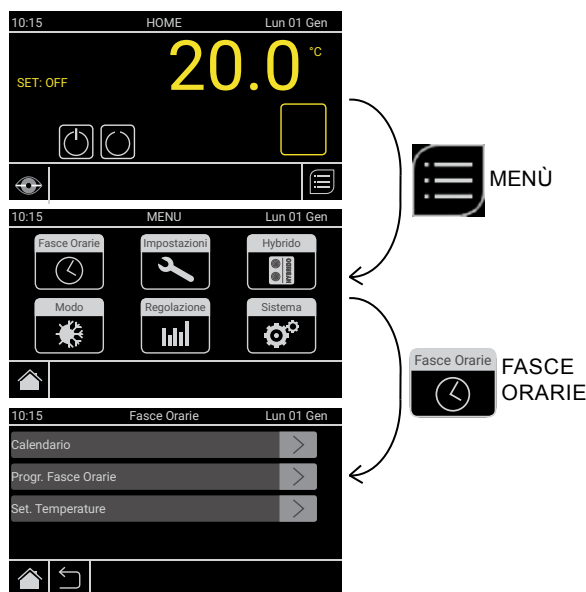 10:15 HOME Lun 01 Gen
20.0 °C
SET: OFF
MENÙ
10:15 MENU Lun 01 Gen
Fasce Orarie Impostazioni Hybrido
HYBRIDO
Modo Regolazione Sistema
Fasce Orarie
FASCE
ORARIE
10:15 Fasce Orarie Lun 01 Gen
Calendario
Progr. Fasce Orarie
Set. Temperature